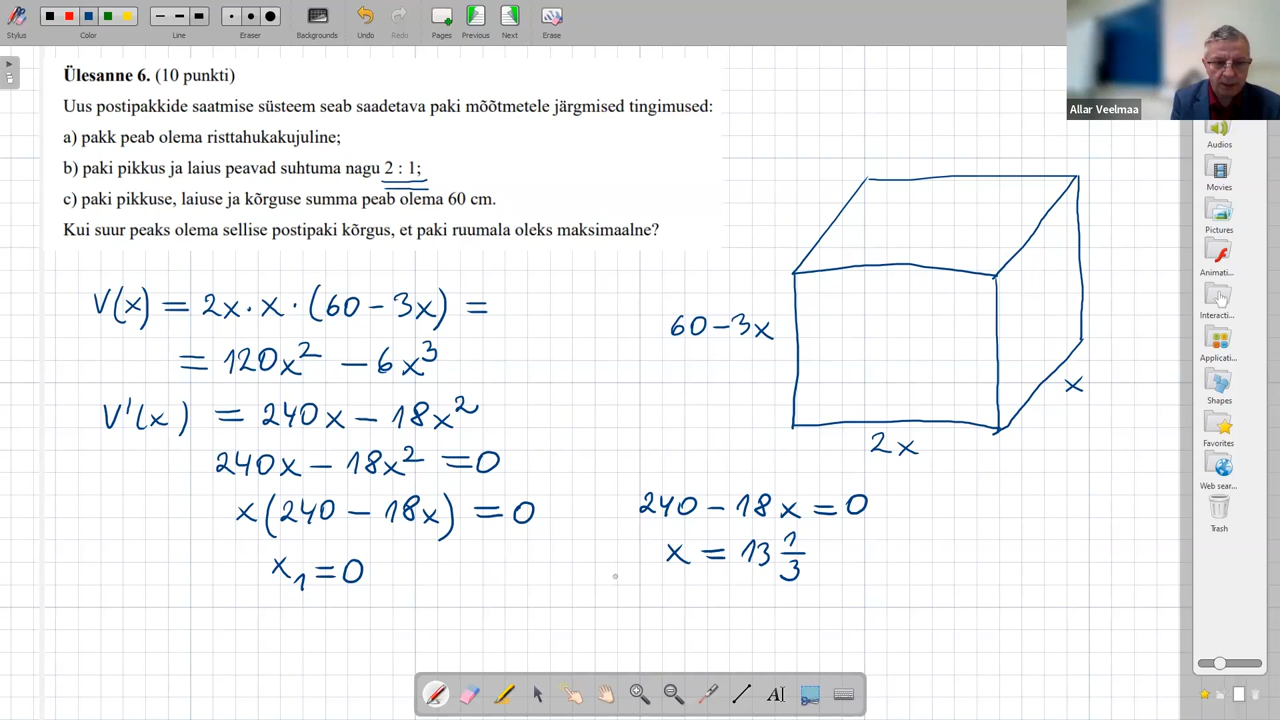 Stylus
Color
Line
Eraser
Backgrounds
Undo
Redo
Pages
Previous
Next
Erase
Allar Veelmaa
Ülesanne 6. (10 punkti)
Uus postipakkide saatmise süsteem seab saadetava paki mõõtmetele järgmised tingimused:
a) pakk peab olema risttahukakujuline;
b) paki pikkus ja laius peavad suhtuma nagu 2 : 1;
c) paki pikkuse, laiuse ja kõrguse summa peab olema 60 cm.
Kui suur peaks olema sellise postipaki kõrgus, et paki ruumala oleks maksimaalne?
V(x) = 2x · x · (60 – 3x) =
= 120x² – 6x³
V'(x) = 240x – 18x²
240x – 18x² = 0
x(240 – 18x) = 0
x₁ = 0
60 – 3x
x
2x
240 – 18x = 0
x = 13 1/3
Audios
Movies
Pictures
Animati...
Interacti...
Applicati...
Shapes
Favorites
Web sear...
Trash
AI